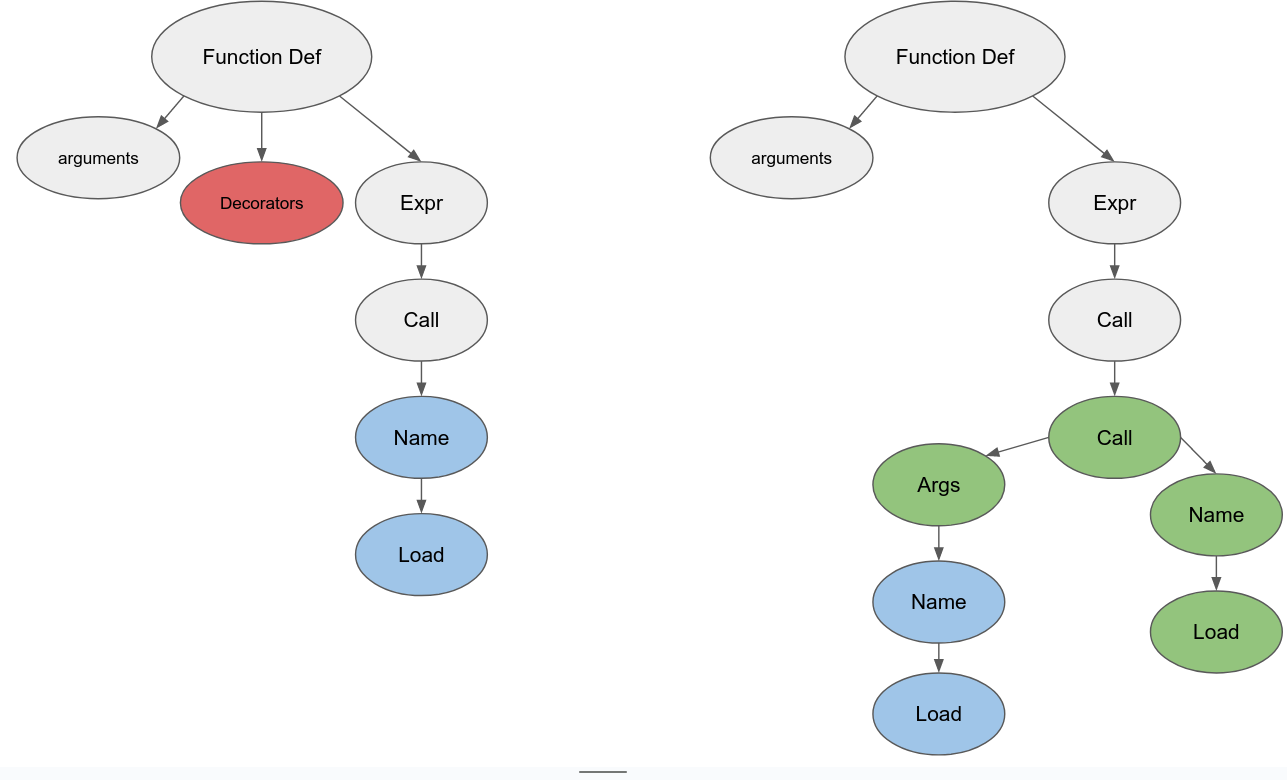 Function Def
arguments
Decorators
Expr
Call
Name
Load
Function Def
arguments
Expr
Call
Call
Args
Name
Name
Load
Load